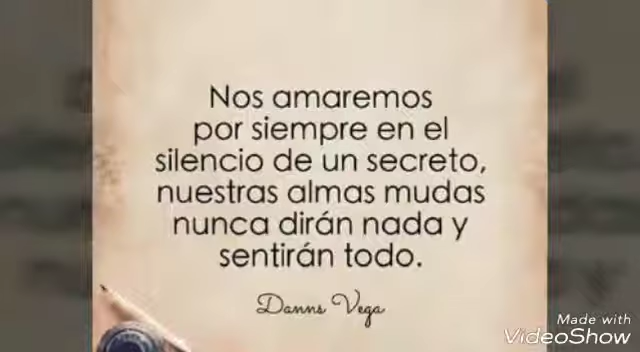 Nos amaremos
por siempre en el
silencio de un secreto,
nuestras almas mudas
nunca dirán nada y
sentirán todo.
Danns Vega
Made with
VideoShow